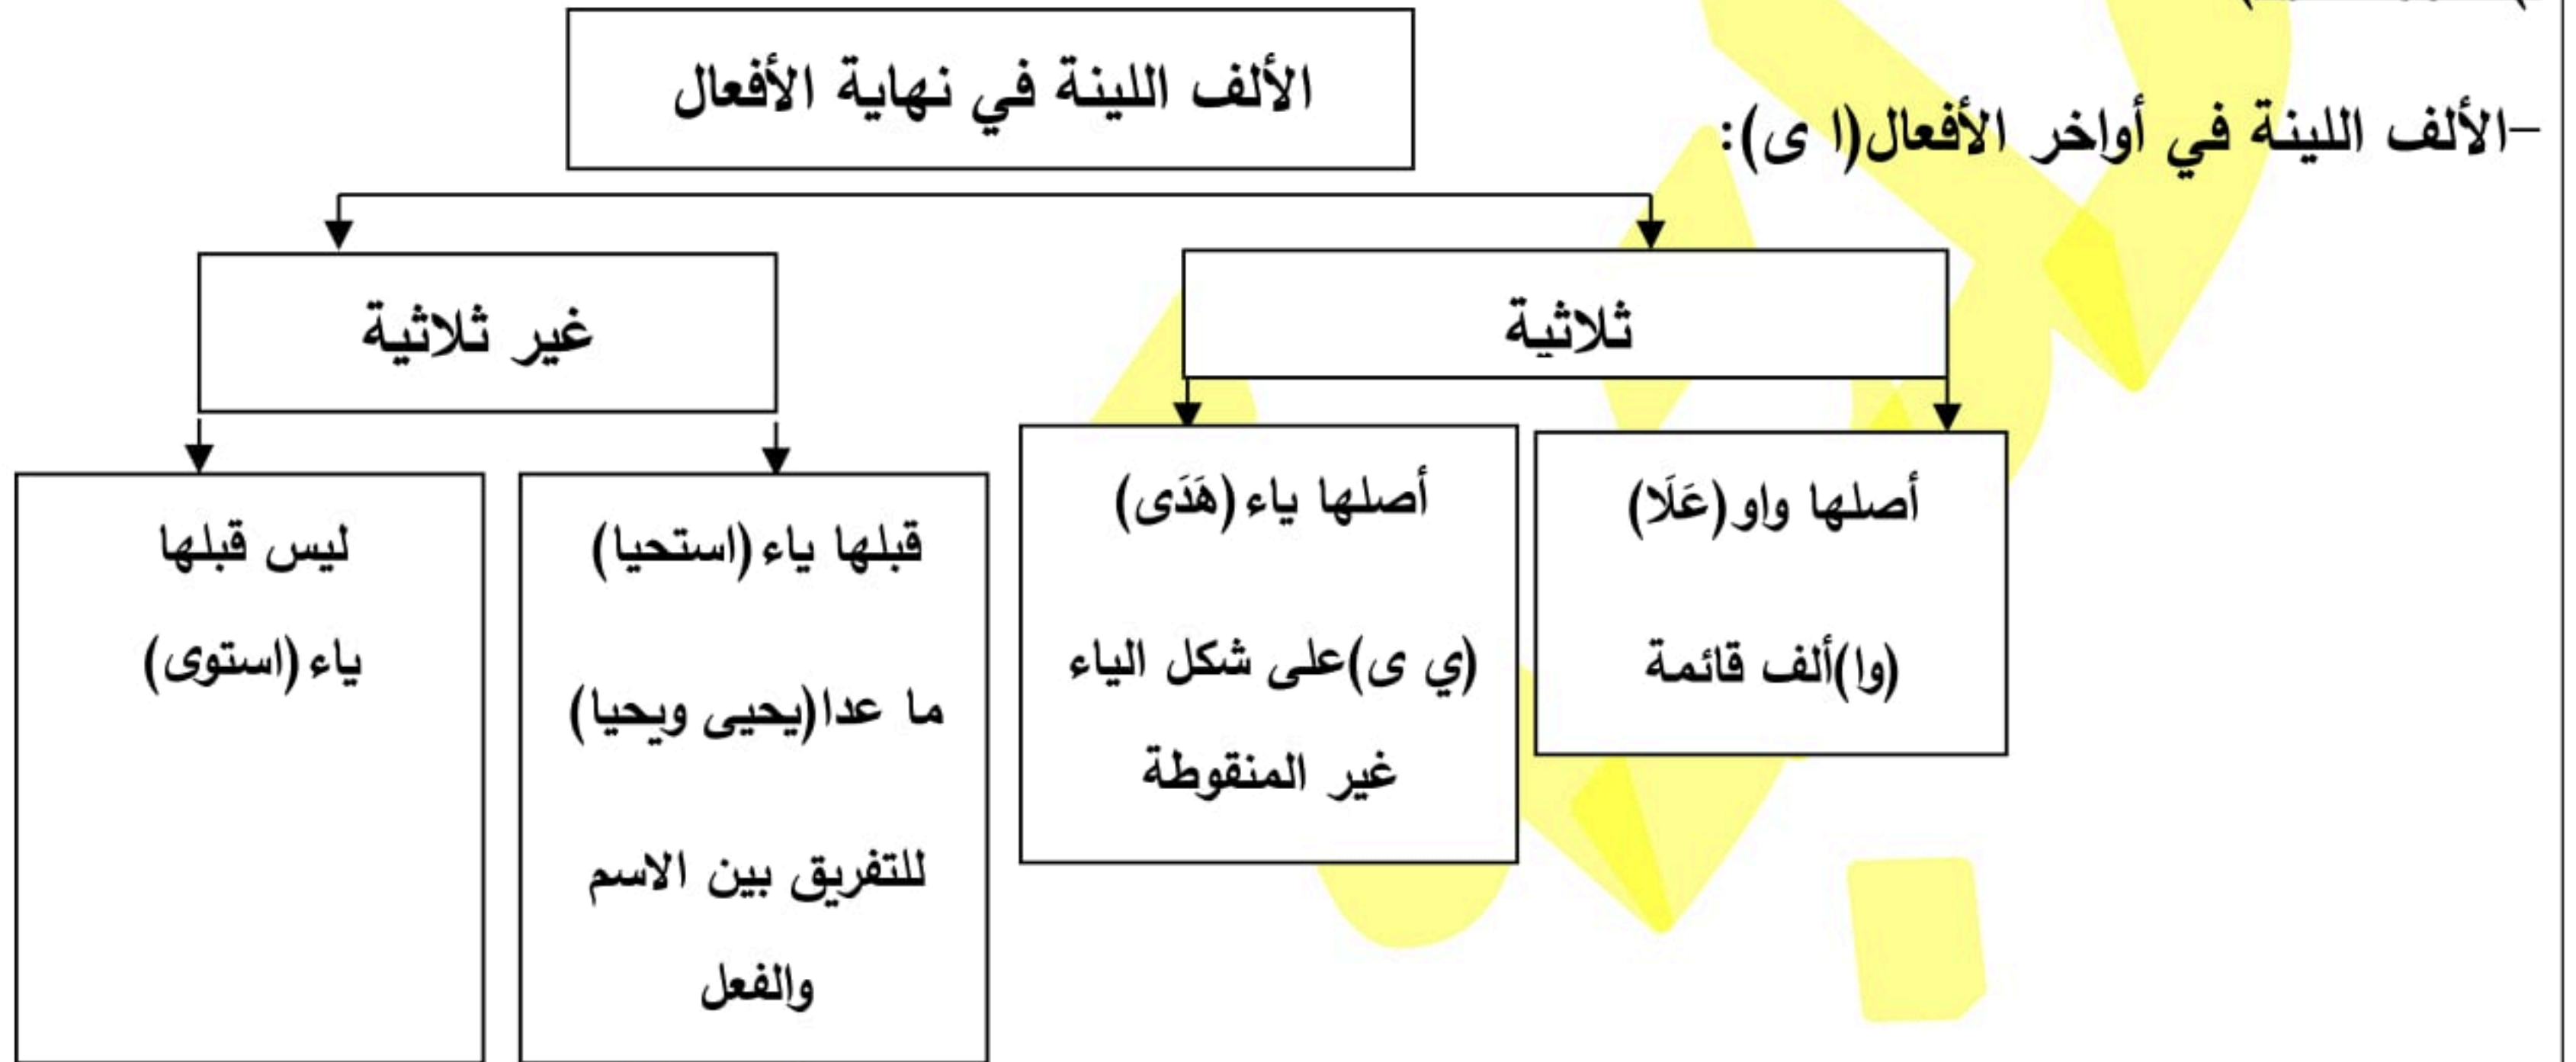 -الألف اللينة في أواخر الأفعال(ا ى):
الألف اللينة في نهاية الأفعال
ثلاثية
غير ثلاثية
أصلها واو(عَلَا)
(وا)ألف قائمة
أصلها ياء(هَدَى)
(ي ى)على شكل الياء
غير المنقوطة
قبلها ياء(استحيا)
ما عدا(يحيى ويحيا)
للتفريق بين الاسم
والفعل
ليس قبلها
ياء(استوى)